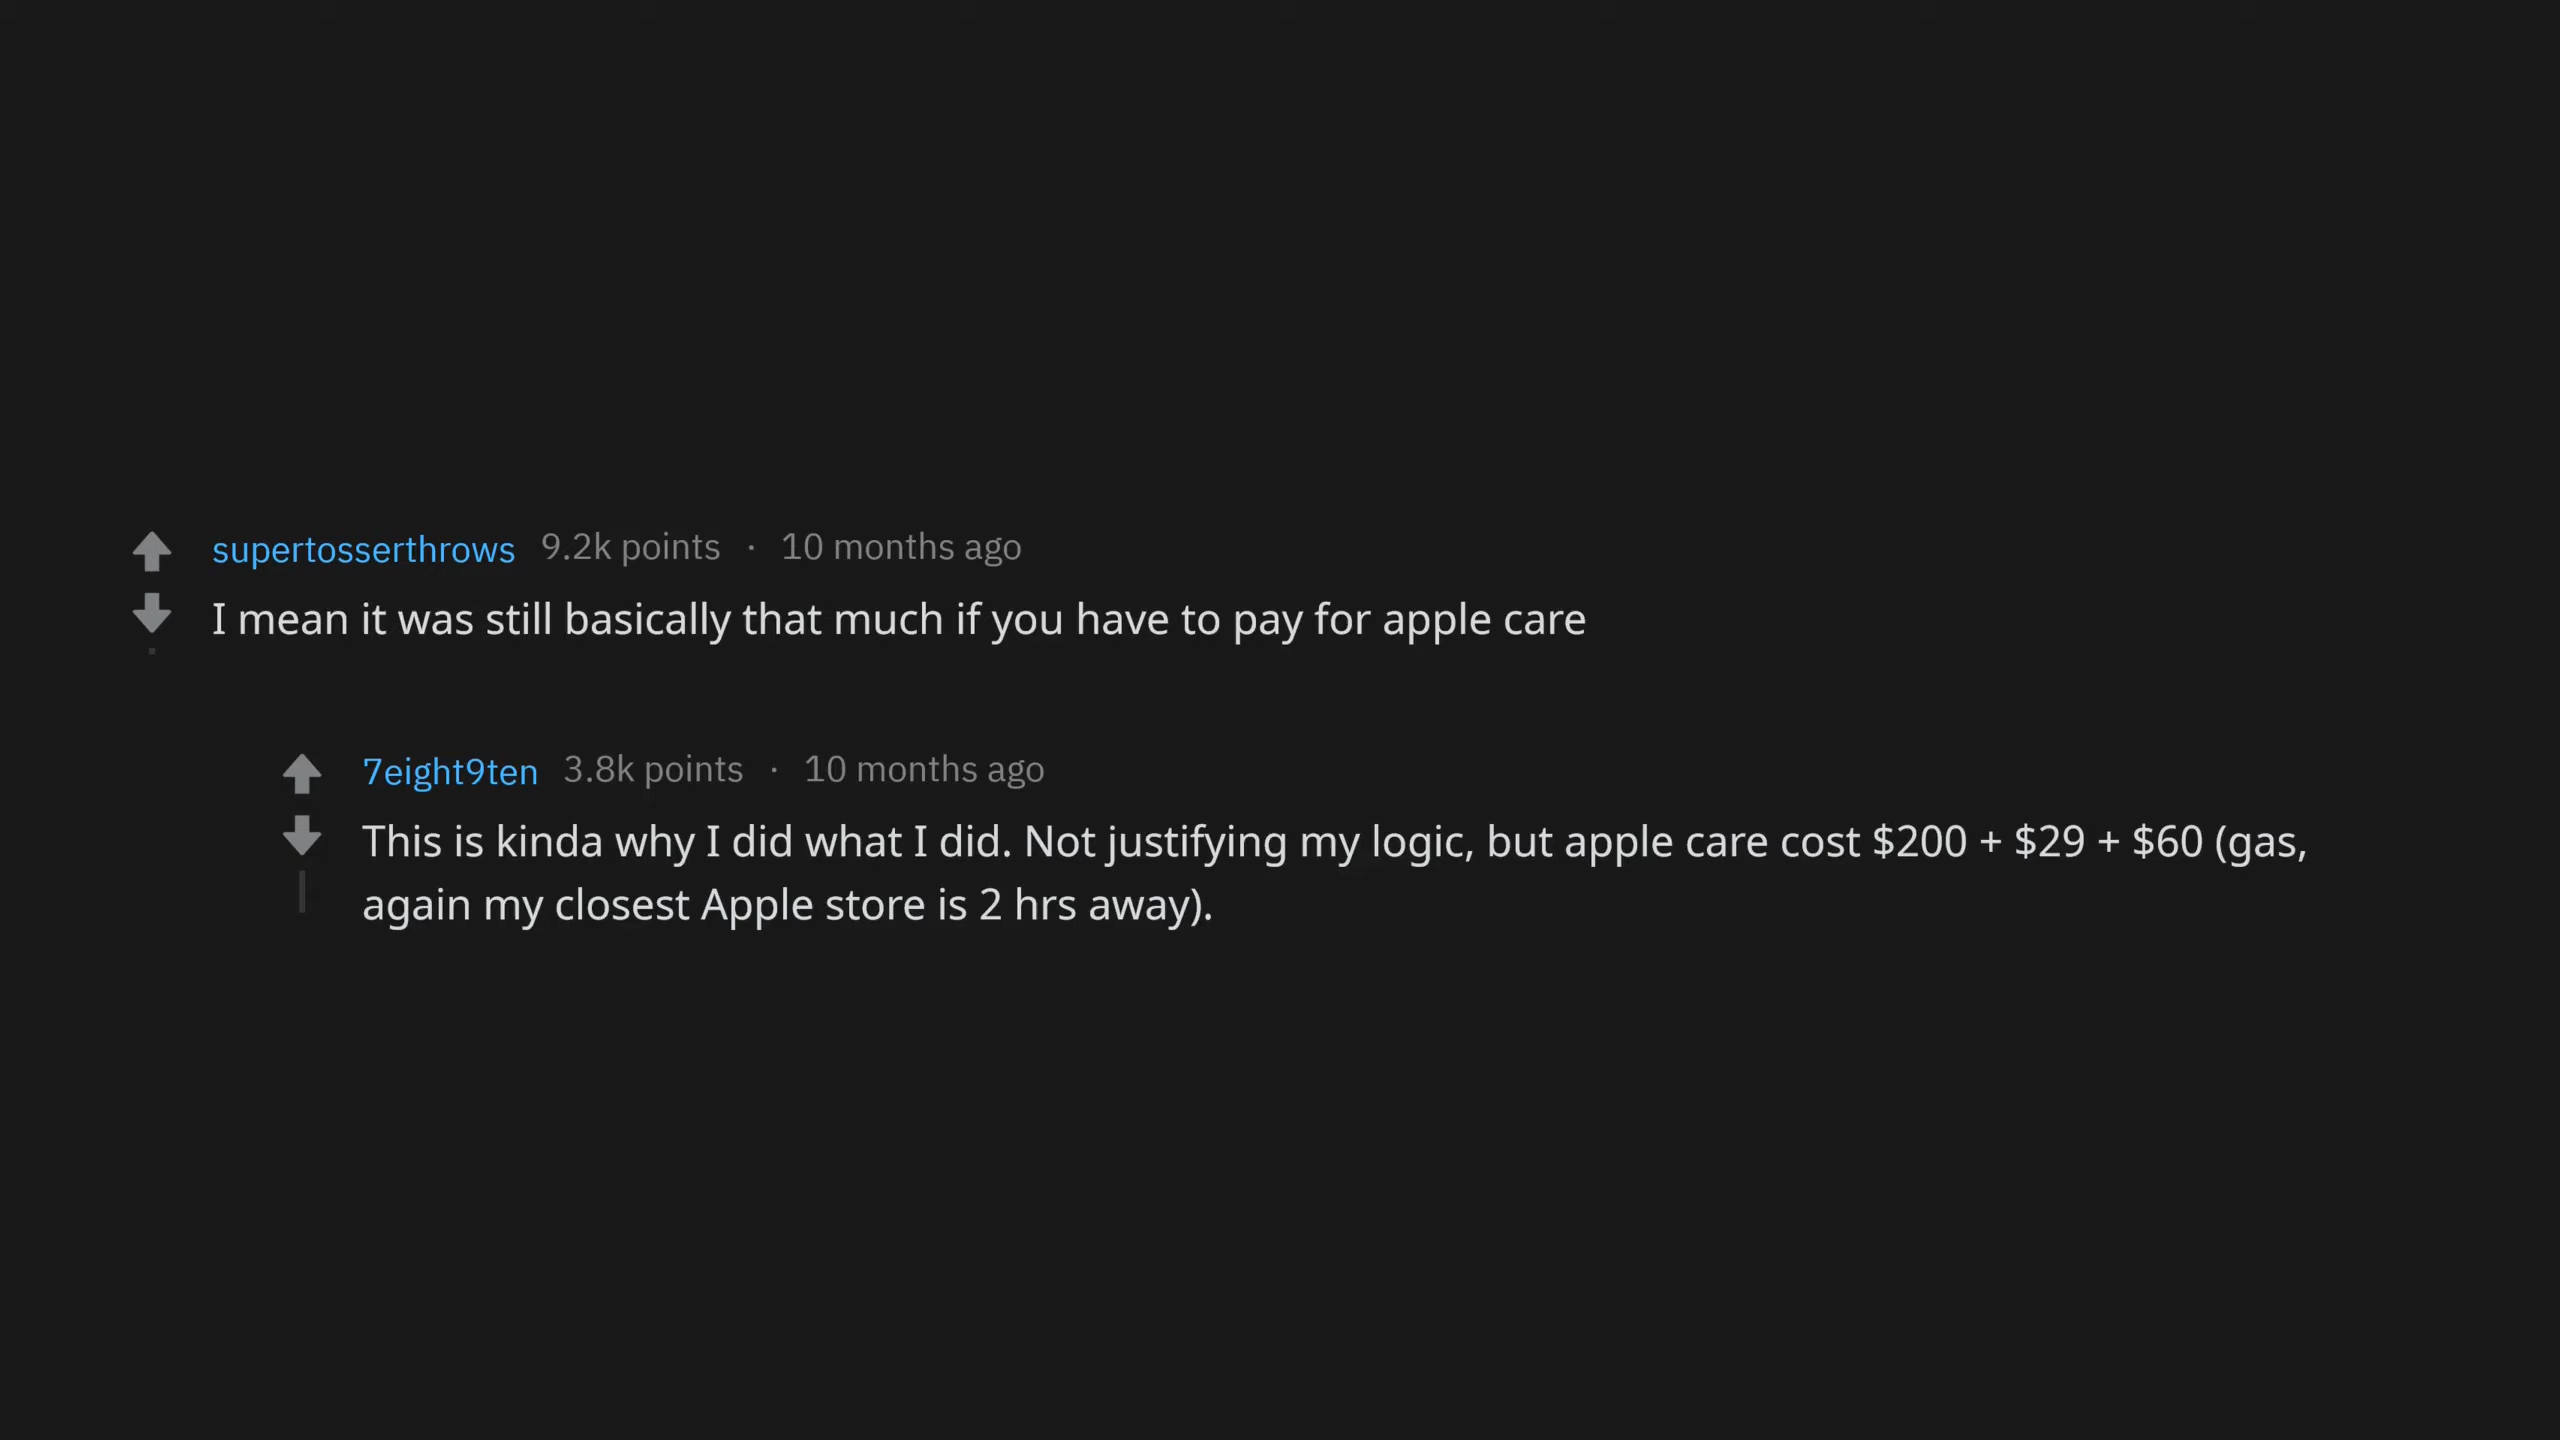 supertosserthrows 9.2k points · 10 months ago
I mean it was still basically that much if you have to pay for apple care
7eight9ten 3.8k points · 10 months ago
This is kinda why I did what I did. Not justifying my logic, but apple care cost $200 + $29 + $60 (gas,
again my closest Apple store is 2 hrs away).